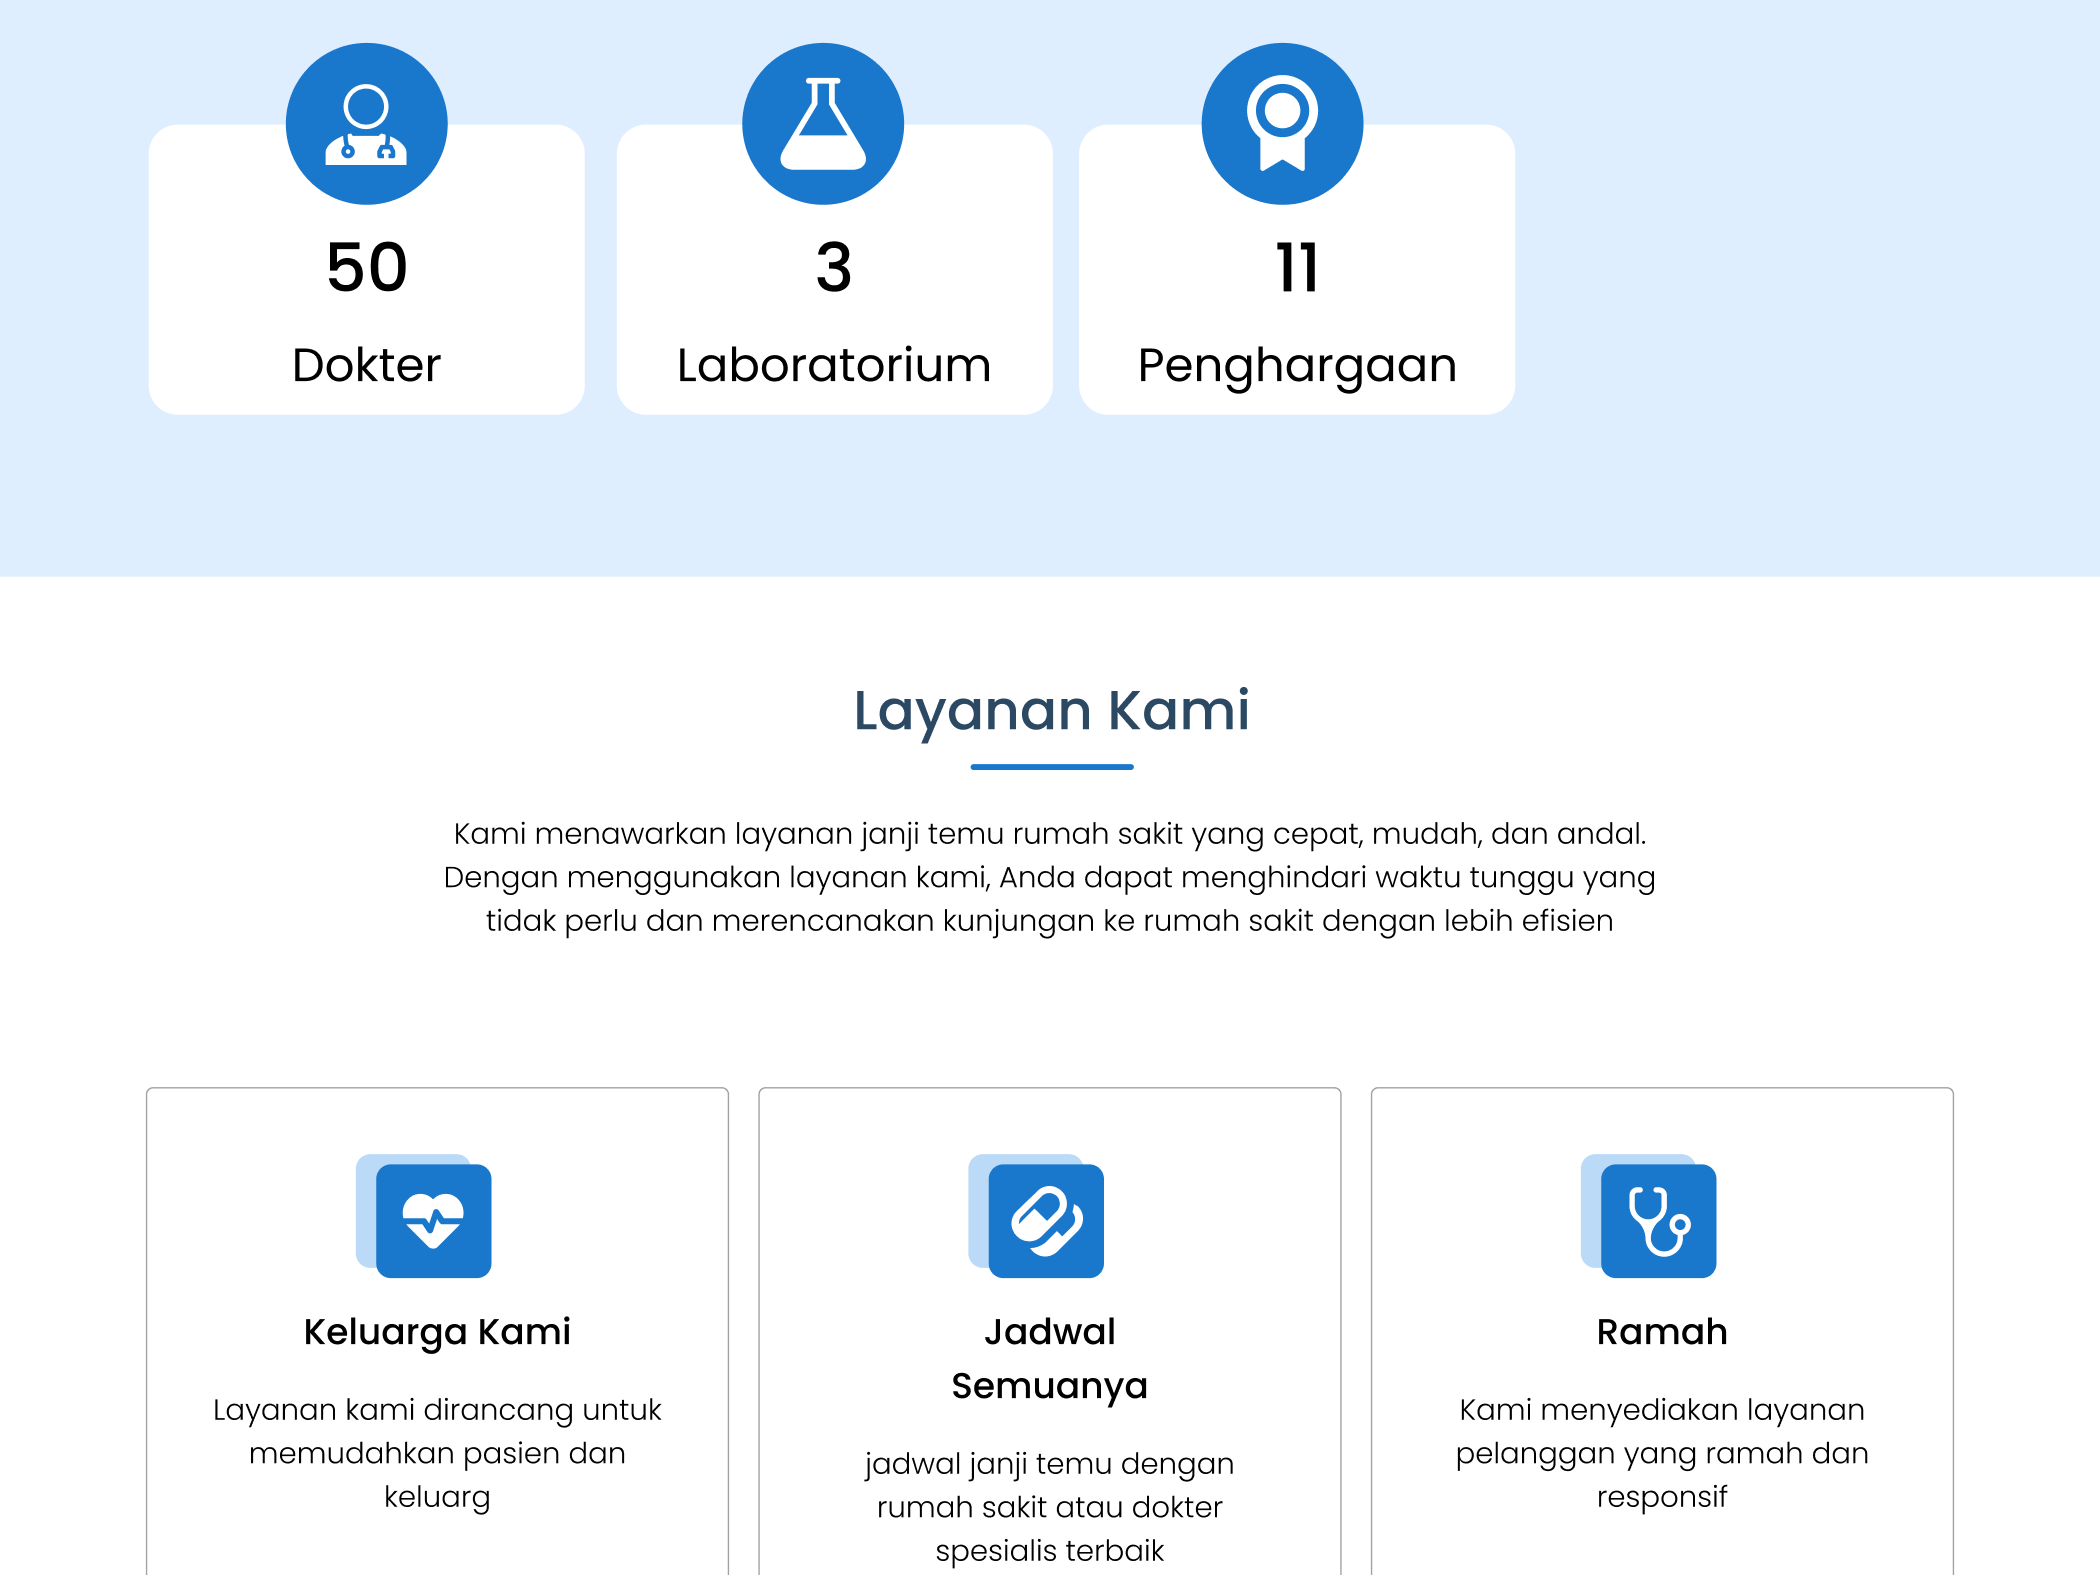 50
Dokter
3
Laboratorium
11
Penghargaan
Layanan Kami
Kami menawarkan layanan janji temu rumah sakit yang cepat, mudah, dan andal.
Dengan menggunakan layanan kami, Anda dapat menghindari waktu tunggu yang
tidak perlu dan merencanakan kunjungan ke rumah sakit dengan lebih efisien
Keluarga Kami
Layanan kami dirancang untuk
memudahkan pasien dan
keluarg
Jadwal
Semuanya
jadwal janji temu dengan
rumah sakit atau dokter
spesialis terbaik
Ramah
Kami menyediakan layanan
pelanggan yang ramah dan
responsif